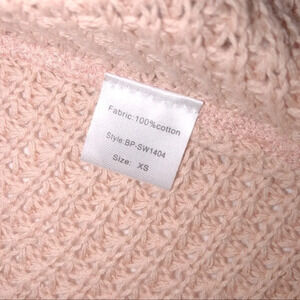 Fabric:100%cotton
Style:BP-SW1404
Size: XS